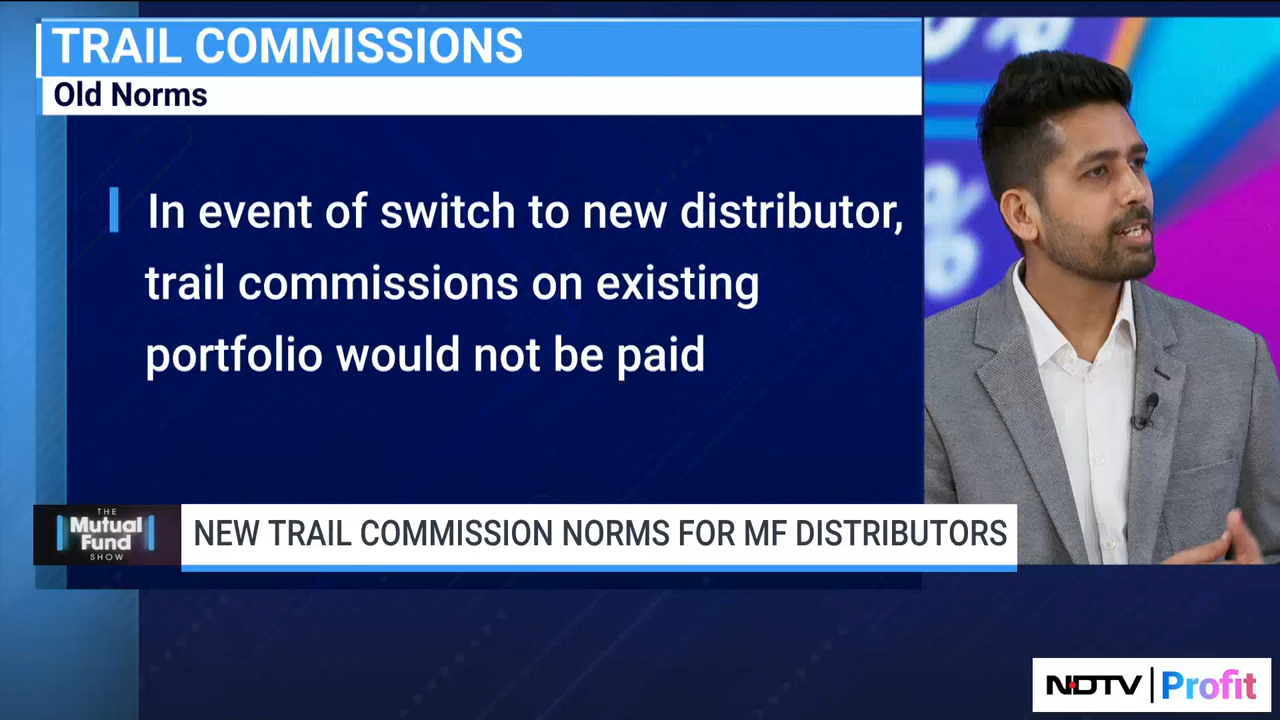 TRAIL COMMISSIONS
Old Norms
In event of switch to new distributor,
trail commissions on existing
portfolio would not be paid
THE
Mutual
Fund
SHOW
NEW TRAIL COMMISSION NORMS FOR MF DISTRIBUTORS
NDTV Profit